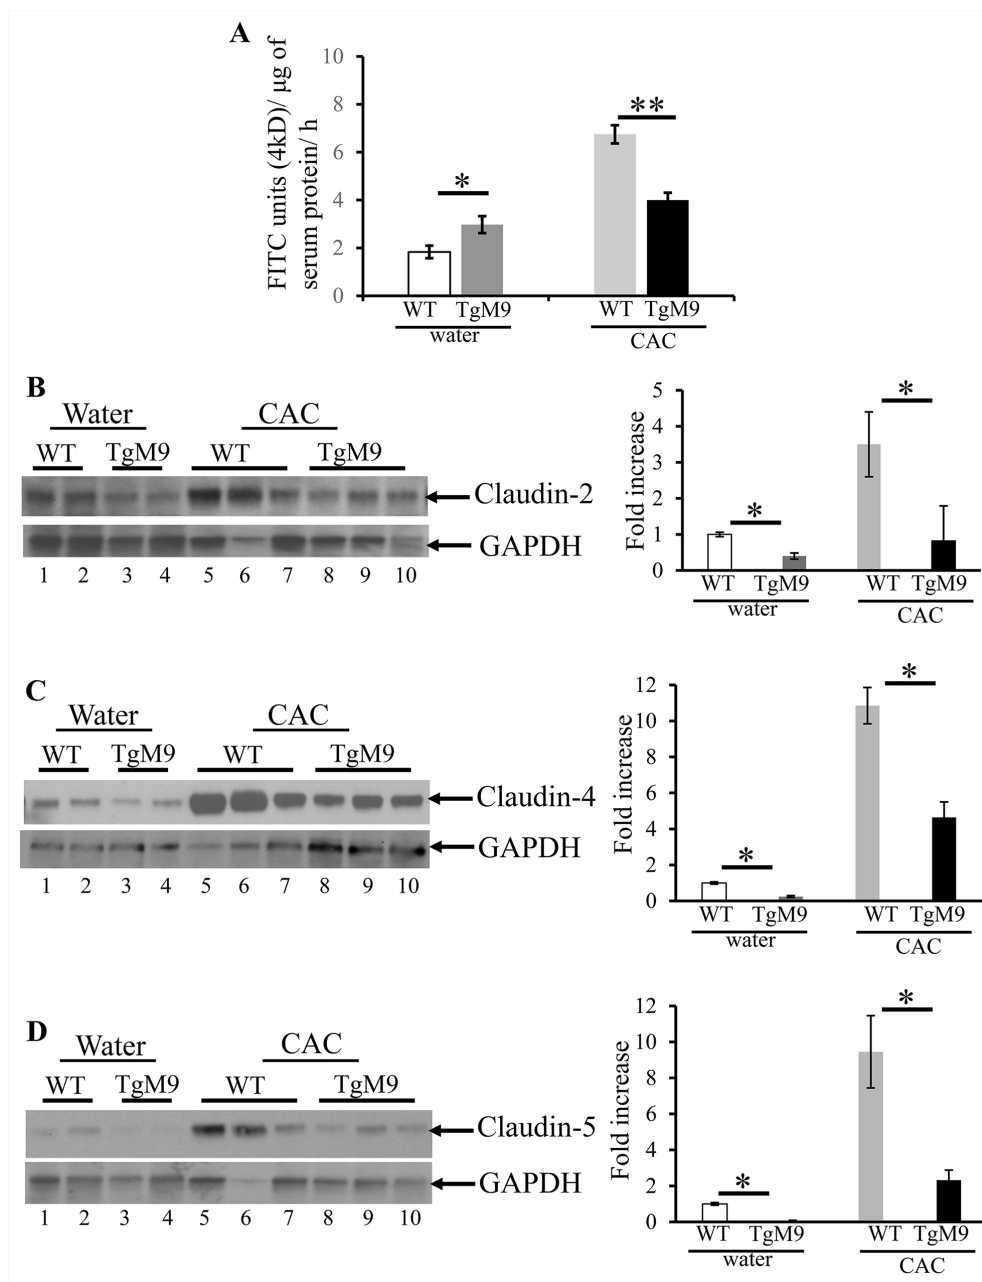 A
FITC units (4kD)/ µg of
serum protein/ h
10
8
6
4
2
0
*
**
WT TgM9 WT TgM9
water CAC
B
Water CAC
WT TgM9 WT TgM9
Claudin-2
GAPDH
1 2 3 4 5 6 7 8 9 10
Fold increase
5
4
3
2
1
0
*
*
WT TgM9 WT TgM9
water CAC
C
Water CAC
WT TgM9 WT TgM9
Claudin-4
GAPDH
1 2 3 4 5 6 7 8 9 10
Fold increase
12
10
8
6
4
2
0
*
*
WT TgM9 WT TgM9
water CAC
D
Water CAC
WT TgM9 WT TgM9
Claudin-5
GAPDH
1 2 3 4 5 6 7 8 9 10
Fold increase
12
10
8
6
4
2
0
*
*
WT TgM9 WT TgM9
water CAC